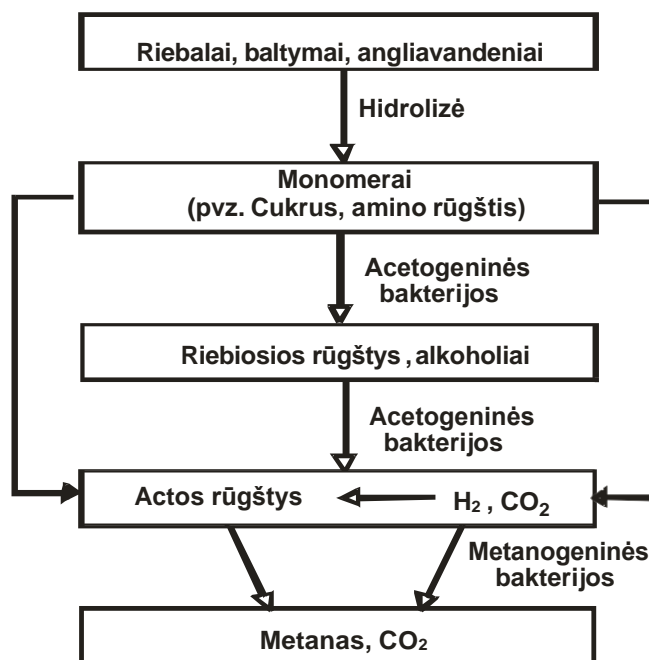 Riebalai, baltymai, angliavandeniai
Hidrolizė
Monomerai
(pvz. Cukrus, amino rūgštis)
Acetogeninės
bakterijos
Riebiosios rūgštys , alkoholiai
Acetogeninės
bakterijos
Actos rūgštys H₂ , CO₂
Metanogeninės
bakterijos
Metanas, CO₂